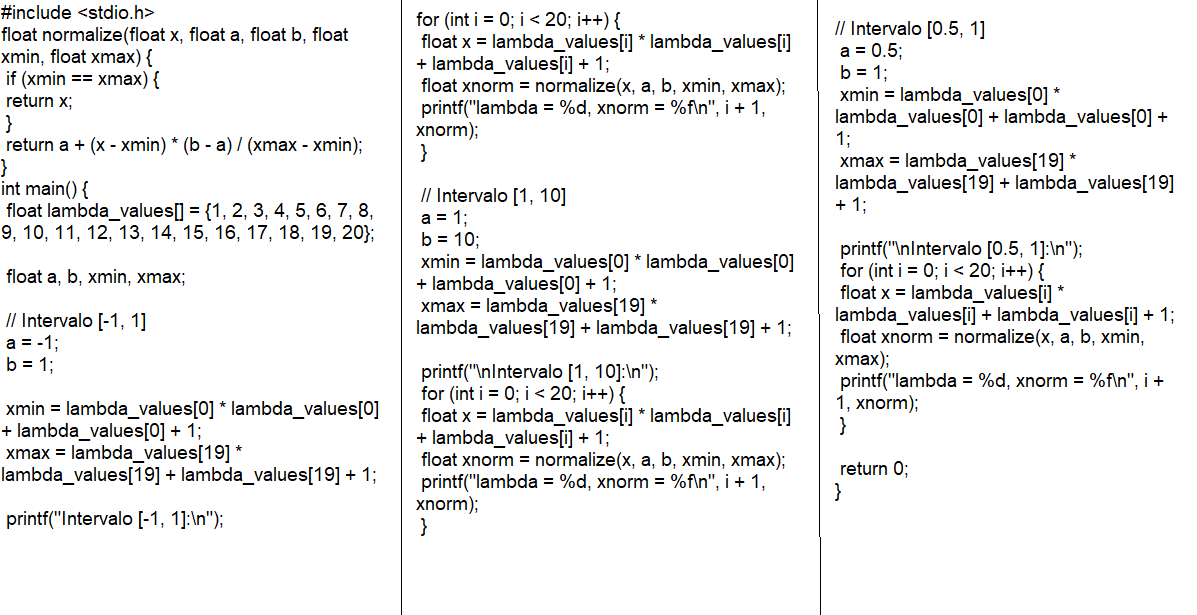 #include <stdio.h>
float normalize(float x, float a, float b, float
xmin, float xmax) {
 if (xmin == xmax) {
 return x;
 }
 return a + (x - xmin) * (b - a) / (xmax - xmin);
}
int main() {
 float lambda_values[] = {1, 2, 3, 4, 5, 6, 7, 8,
9, 10, 11, 12, 13, 14, 15, 16, 17, 18, 19, 20};

 float a, b, xmin, xmax;

 // Intervalo [-1, 1]
 a = -1;
 b = 1;

 xmin = lambda_values[0] * lambda_values[0]
+ lambda_values[0] + 1;
 xmax = lambda_values[19] *
lambda_values[19] + lambda_values[19] + 1;

 printf("Intervalo [-1, 1]:\n");

for (int i = 0; i < 20; i++) {
 float x = lambda_values[i] * lambda_values[i]
+ lambda_values[i] + 1;
 float xnorm = normalize(x, a, b, xmin, xmax);
 printf("lambda = %d, xnorm = %f\n", i + 1,
xnorm);
 }

 // Intervalo [1, 10]
 a = 1;
 b = 10;
 xmin = lambda_values[0] * lambda_values[0]
+ lambda_values[0] + 1;
 xmax = lambda_values[19] *
lambda_values[19] + lambda_values[19] + 1;

 printf("\nIntervalo [1, 10]:\n");
 for (int i = 0; i < 20; i++) {
 float x = lambda_values[i] * lambda_values[i]
+ lambda_values[i] + 1;
 float xnorm = normalize(x, a, b, xmin, xmax);
 printf("lambda = %d, xnorm = %f\n", i + 1,
xnorm);
 }

// Intervalo [0.5, 1]
 a = 0.5;
 b = 1;
 xmin = lambda_values[0] *
lambda_values[0] + lambda_values[0] +
1;
 xmax = lambda_values[19] *
lambda_values[19] + lambda_values[19]
+ 1;

 printf("\nIntervalo [0.5, 1]:\n");
 for (int i = 0; i < 20; i++) {
 float x = lambda_values[i] *
lambda_values[i] + lambda_values[i] + 1;
 float xnorm = normalize(x, a, b, xmin,
xmax);
 printf("lambda = %d, xnorm = %f\n", i +
1, xnorm);
 }

 return 0;
}